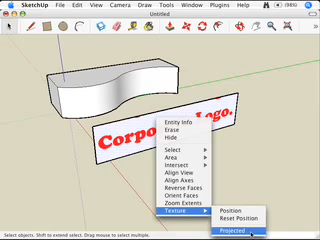 SketchUp File Edit View Camera Draw Tools Window Plugins Help (98%)
Untitled
Corpo Logo.
Entity Info
Erase
Hide
Select
Area
Intersect
Align View
Align Axes
Reverse Faces
Orient Faces
Zoom Extents
Texture
Position
Reset Position
Projected
Select objects. Shift to extend select. Drag mouse to select multiple.